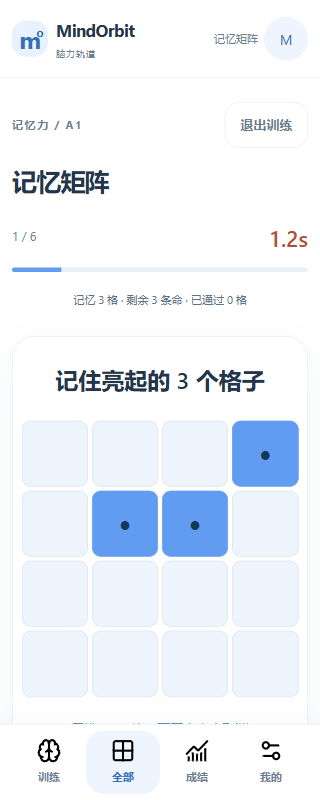 MindOrbit
脑力轨道
记忆矩阵
M
记忆力 / A1
退出训练
记忆矩阵
1 / 6
1.2s
记忆 3 格 · 剩余 3 条命 · 已通过 0 格
记住亮起的 3 个格子
训练
全部
成绩
我的